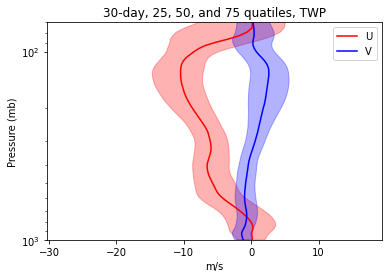 30-day, 25, 50, and 75 quatiles, TWP
U
V
10²
10³
Pressure (mb)
−30
−20
−10
0
10
m/s